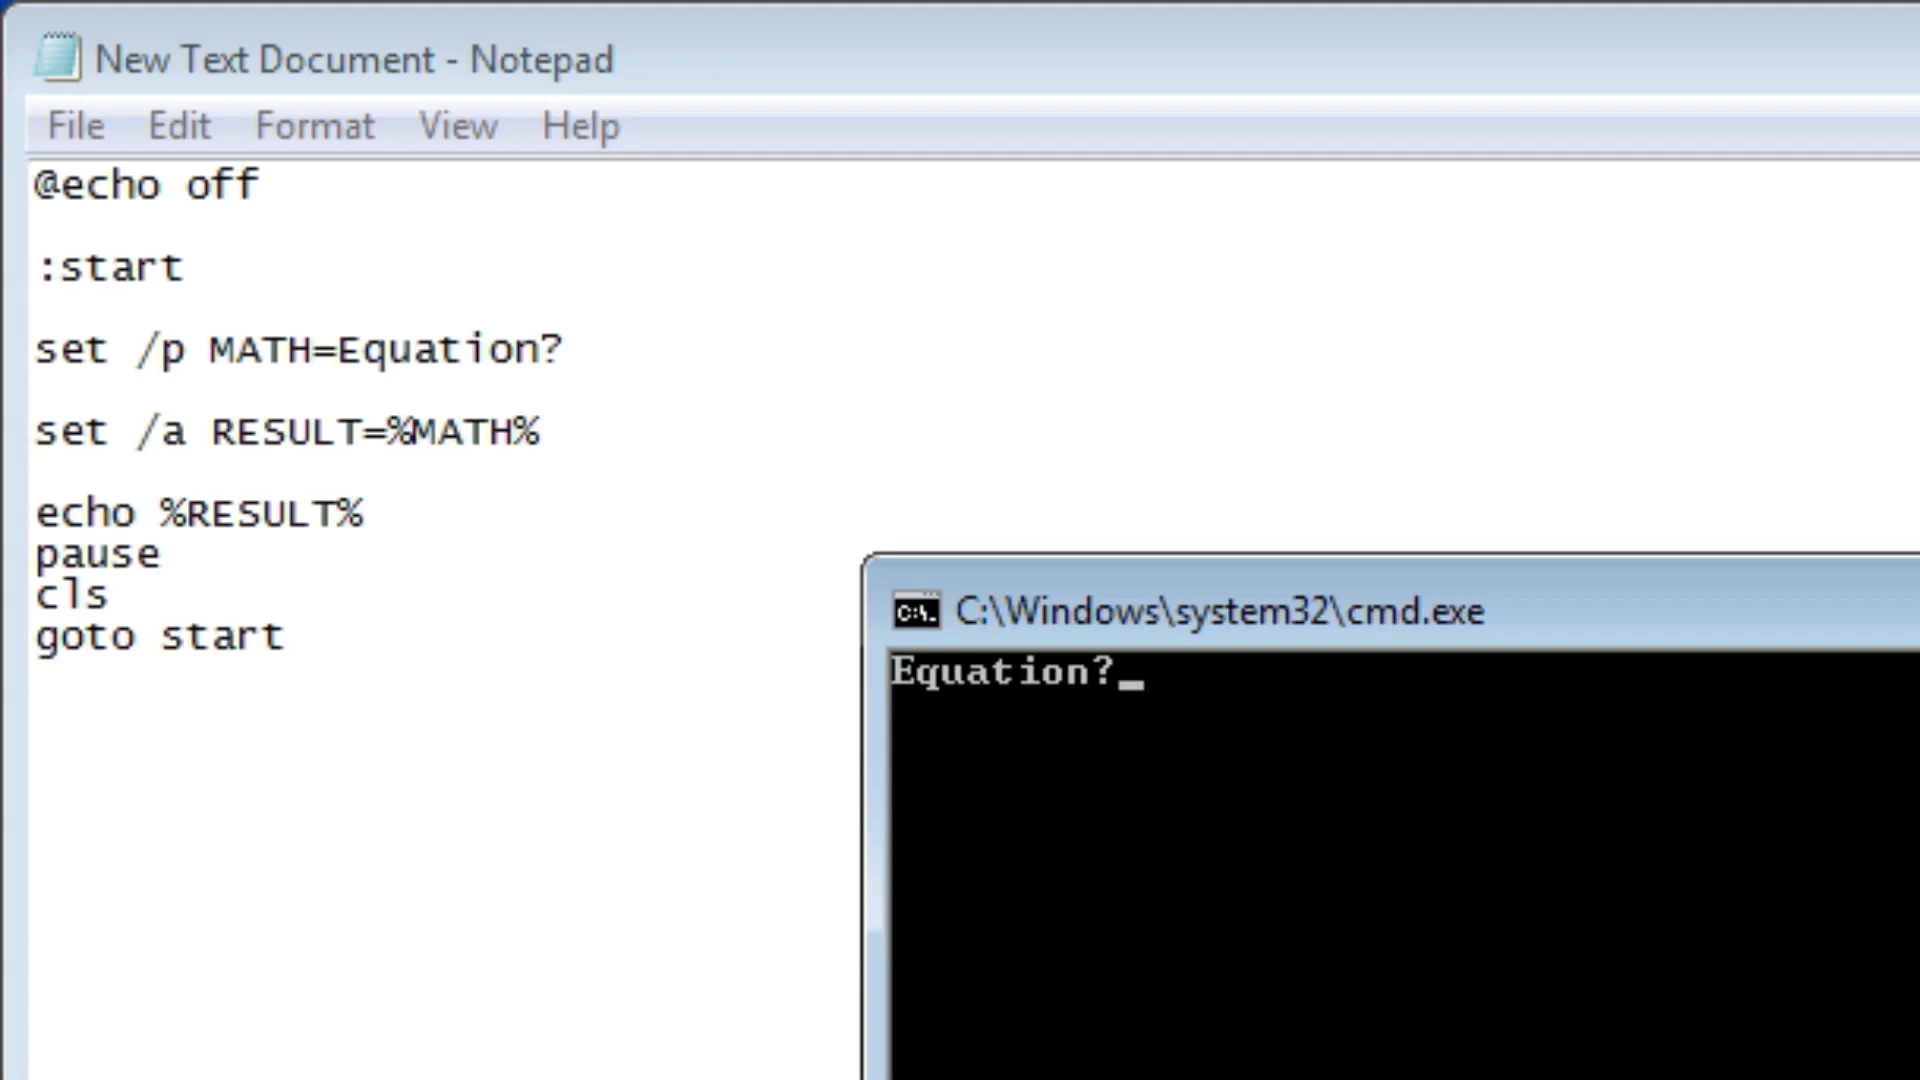 New Text Document - Notepad
File Edit Format View Help
@echo off
:start
set /p MATH=Equation?
set /a RESULT=%MATH%
echo %RESULT%
pause
cls
goto start
C:\Windows\system32\cmd.exe
Equation?_